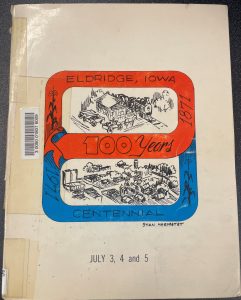 ELDRIDGE, IOWA
1871
100 Years
1971
CENTENNIAL
JULY 3, 4 and 5